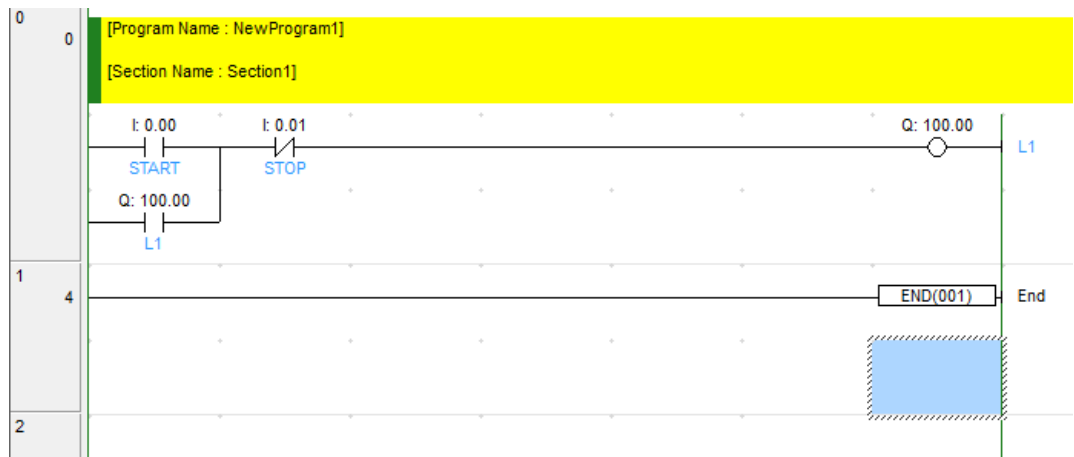 0
0
[Program Name : NewProgram1]
[Section Name : Section1]
I: 0.00 I: 0.01 Q: 100.00
START STOP L1
Q: 100.00
L1
1
4 END(001) End
2